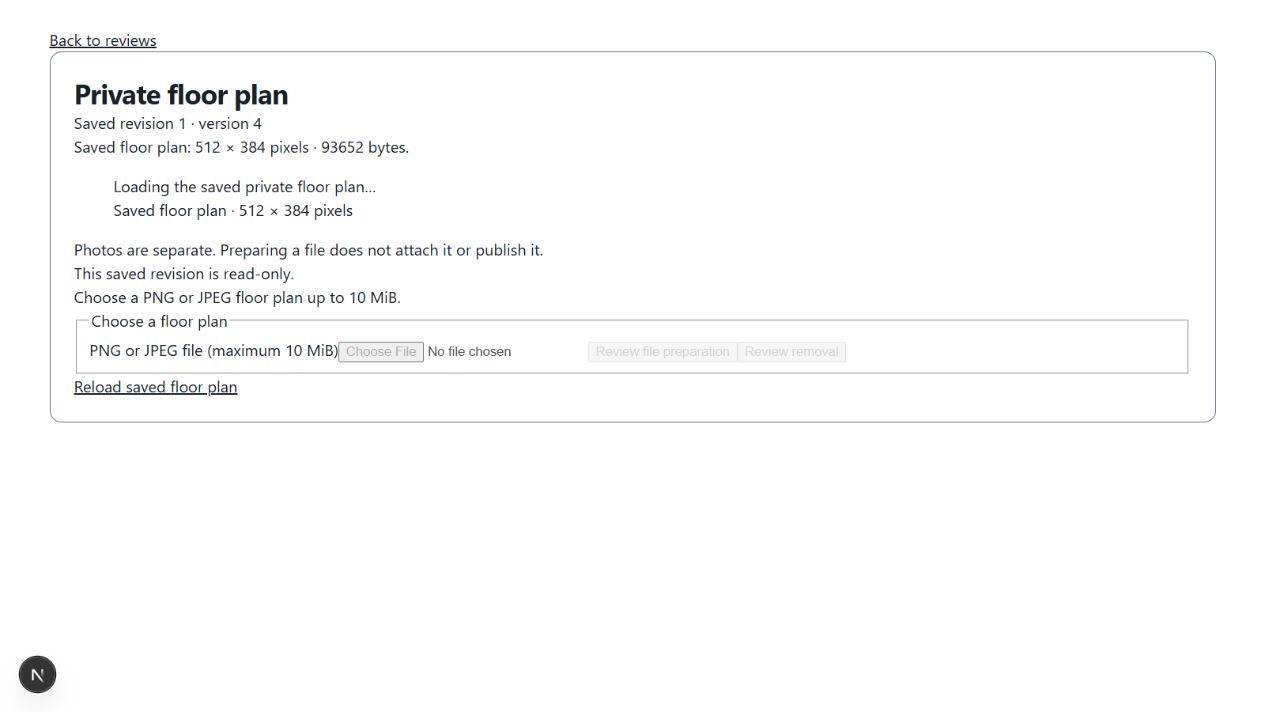 Back to reviews
Private floor plan
Saved revision 1 · version 4
Saved floor plan: 512 × 384 pixels · 93652 bytes.
Loading the saved private floor plan…
Saved floor plan · 512 × 384 pixels
Photos are separate. Preparing a file does not attach it or publish it.
This saved revision is read-only.
Choose a PNG or JPEG floor plan up to 10 MiB.
Choose a floor plan
PNG or JPEG file (maximum 10 MiB) Choose File No file chosen Review file preparation Review removal
Reload saved floor plan
N